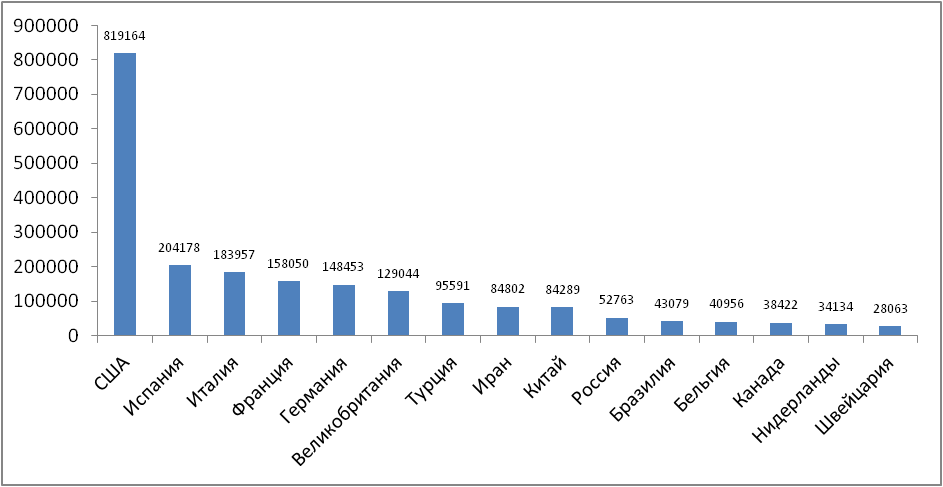 900000
800000
700000
600000
500000
400000
300000
200000
100000
0
819164
204178
183957
158050
148453
129044
95591
84802
84289
52763
43079
40956
38422
34134
28063
США
Испания
Италия
Франция
Германия
Великобритания
Турция
Иран
Китай
Россия
Бразилия
Бельгия
Канада
Нидерланды
Швейцария